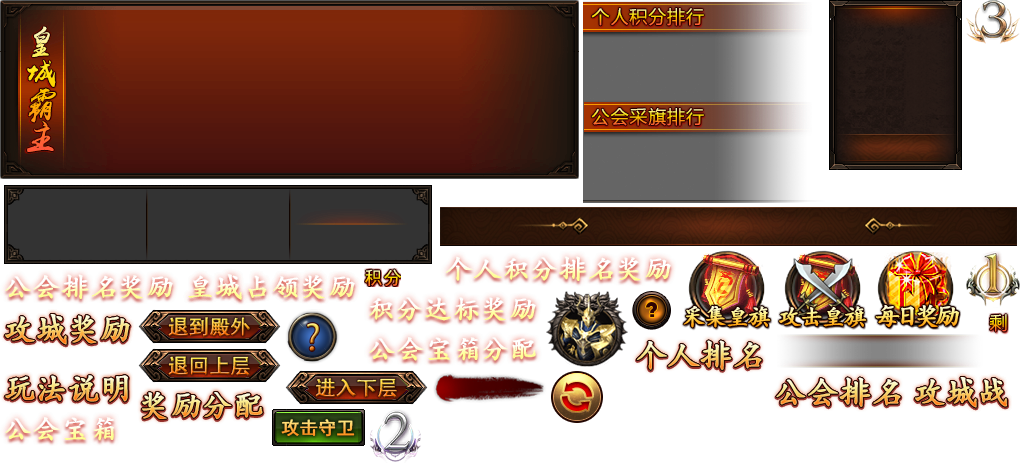 皇城霸主
个人积分排行
公会采旗排行
3
公会排名奖励
皇城占领奖励
积分
个人积分排名奖励
积分达标奖励
公会宝箱分配
攻城奖励
退到殿外
?
?
采集皇旗
攻击皇旗
每日奖励
1
剩
退回上层
个人排名
玩法说明
奖励分配
进入下层
公会排名
攻城战
公会宝箱
攻击守卫
2